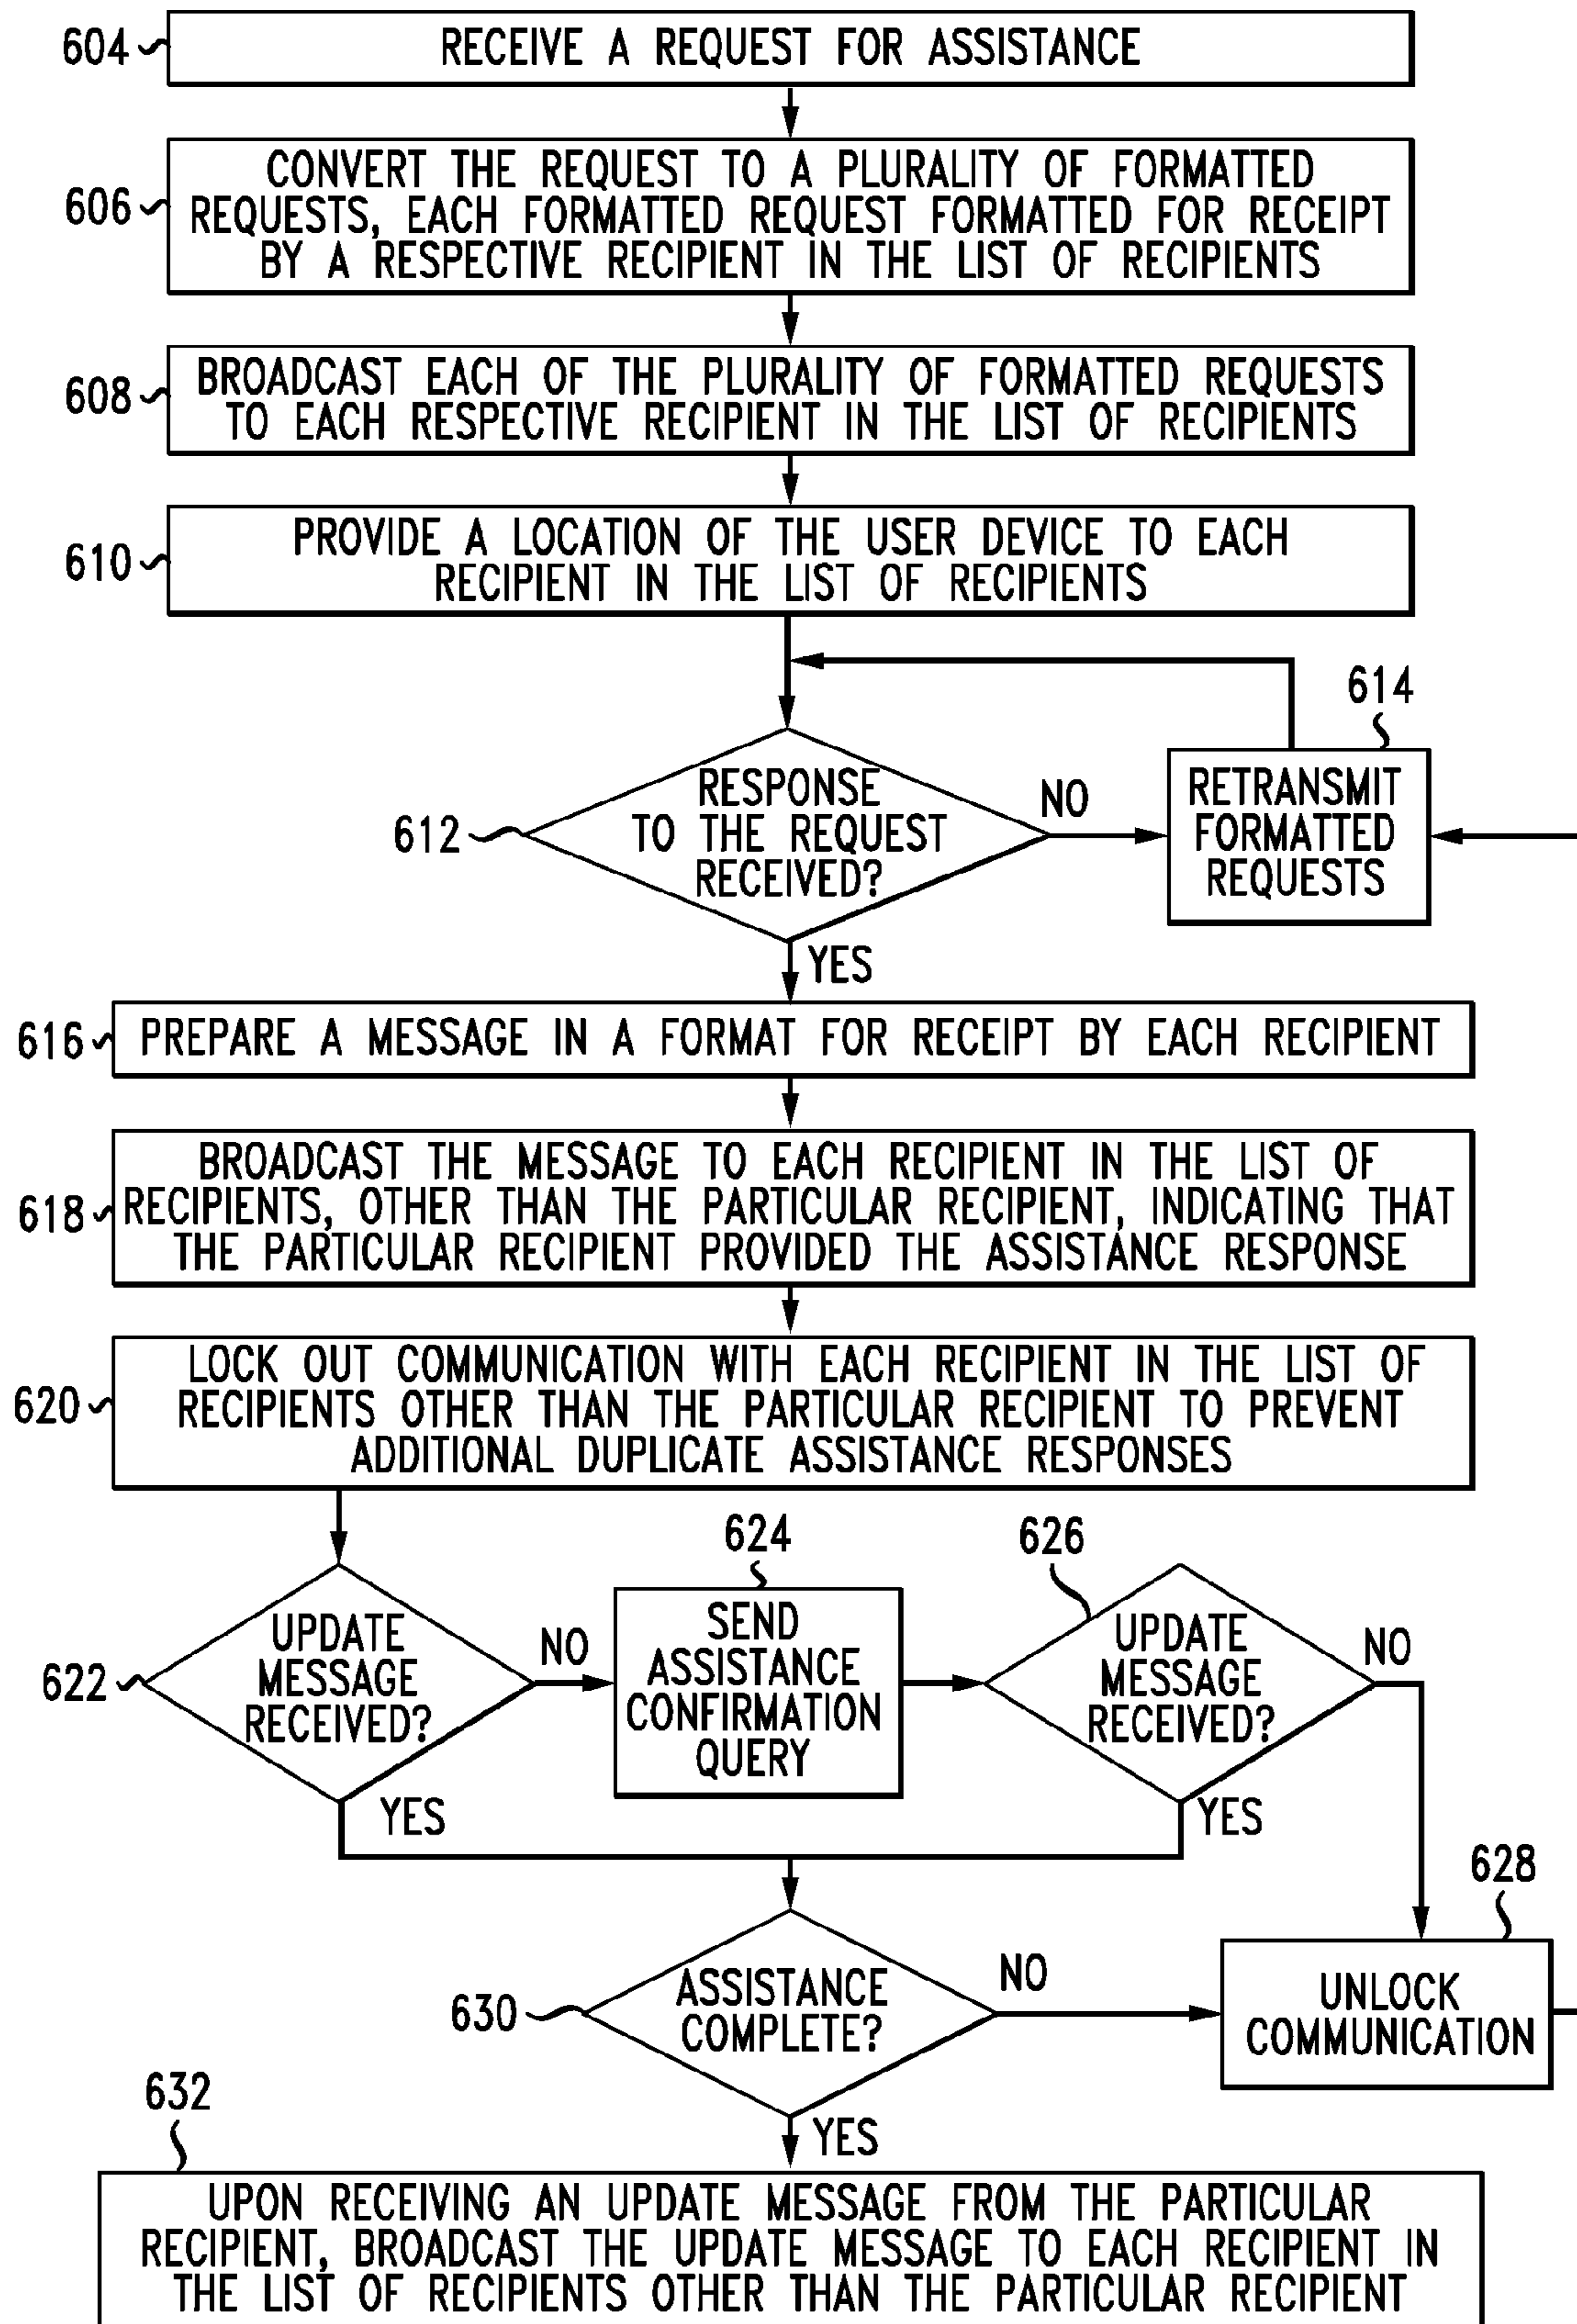 604
RECEIVE A REQUEST FOR ASSISTANCE
606
CONVERT THE REQUEST TO A PLURALITY OF FORMATTED
REQUESTS, EACH FORMATTED REQUEST FORMATTED FOR RECEIPT
BY A RESPECTIVE RECIPIENT IN THE LIST OF RECIPIENTS
608
BROADCAST EACH OF THE PLURALITY OF FORMATTED REQUESTS
TO EACH RESPECTIVE RECIPIENT IN THE LIST OF RECIPIENTS
610
PROVIDE A LOCATION OF THE USER DEVICE TO EACH
RECIPIENT IN THE LIST OF RECIPIENTS
612
RESPONSE
TO THE REQUEST
RECEIVED?
NO
614
RETRANSMIT
FORMATTED
REQUESTS
YES
616
PREPARE A MESSAGE IN A FORMAT FOR RECEIPT BY EACH RECIPIENT
618
BROADCAST THE MESSAGE TO EACH RECIPIENT IN THE LIST OF
RECIPIENTS, OTHER THAN THE PARTICULAR RECIPIENT, INDICATING THAT
THE PARTICULAR RECIPIENT PROVIDED THE ASSISTANCE RESPONSE
620
LOCK OUT COMMUNICATION WITH EACH RECIPIENT IN THE LIST OF
RECIPIENTS OTHER THAN THE PARTICULAR RECIPIENT TO PREVENT
ADDITIONAL DUPLICATE ASSISTANCE RESPONSES
622
UPDATE
MESSAGE
RECEIVED?
NO
YES
624
SEND
ASSISTANCE
CONFIRMATION
QUERY
626
UPDATE
MESSAGE
RECEIVED?
NO
YES
628
UNLOCK
COMMUNICATION
630
ASSISTANCE
COMPLETE?
NO
YES
632
UPON RECEIVING AN UPDATE MESSAGE FROM THE PARTICULAR
RECIPIENT, BROADCAST THE UPDATE MESSAGE TO EACH RECIPIENT IN
THE LIST OF RECIPIENTS OTHER THAN THE PARTICULAR RECIPIENT